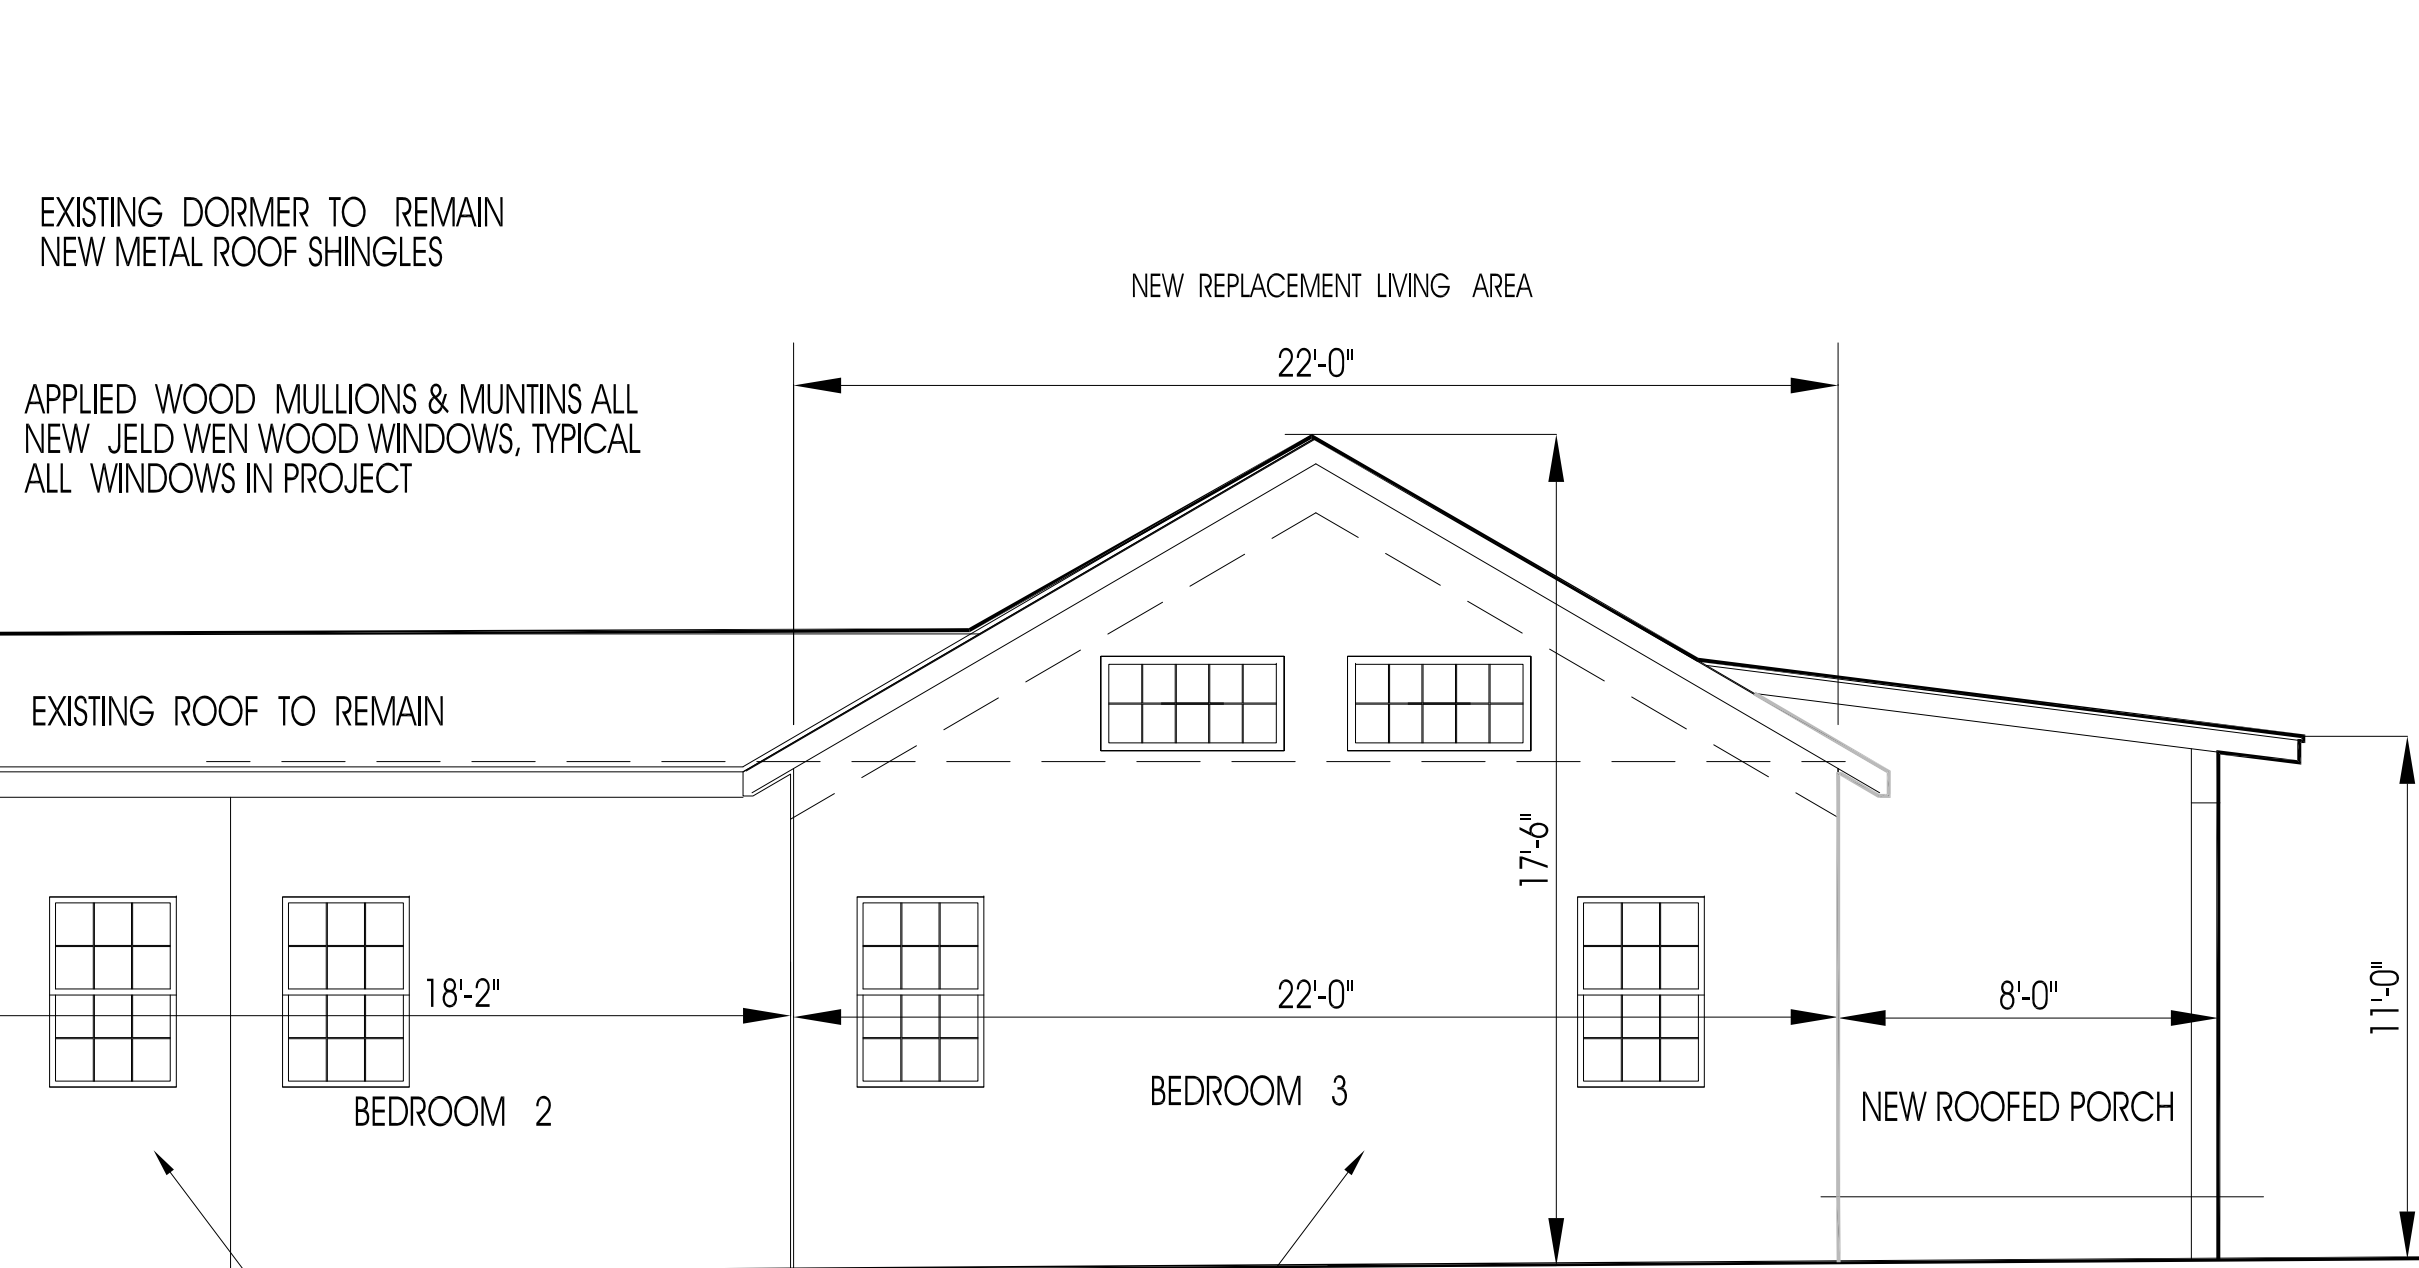 EXISTING DORMER TO REMAIN
NEW METAL ROOF SHINGLES
NEW REPLACEMENT LIVING AREA
22'-0"
APPLIED WOOD MULLIONS & MUNTINS ALL
NEW JELD WEN WOOD WINDOWS, TYPICAL
ALL WINDOWS IN PROJECT
EXISTING ROOF TO REMAIN
17'-6"
18'-2"
22'-0"
8'-0"
11'-0"
BEDROOM 2
BEDROOM 3
NEW ROOFED PORCH